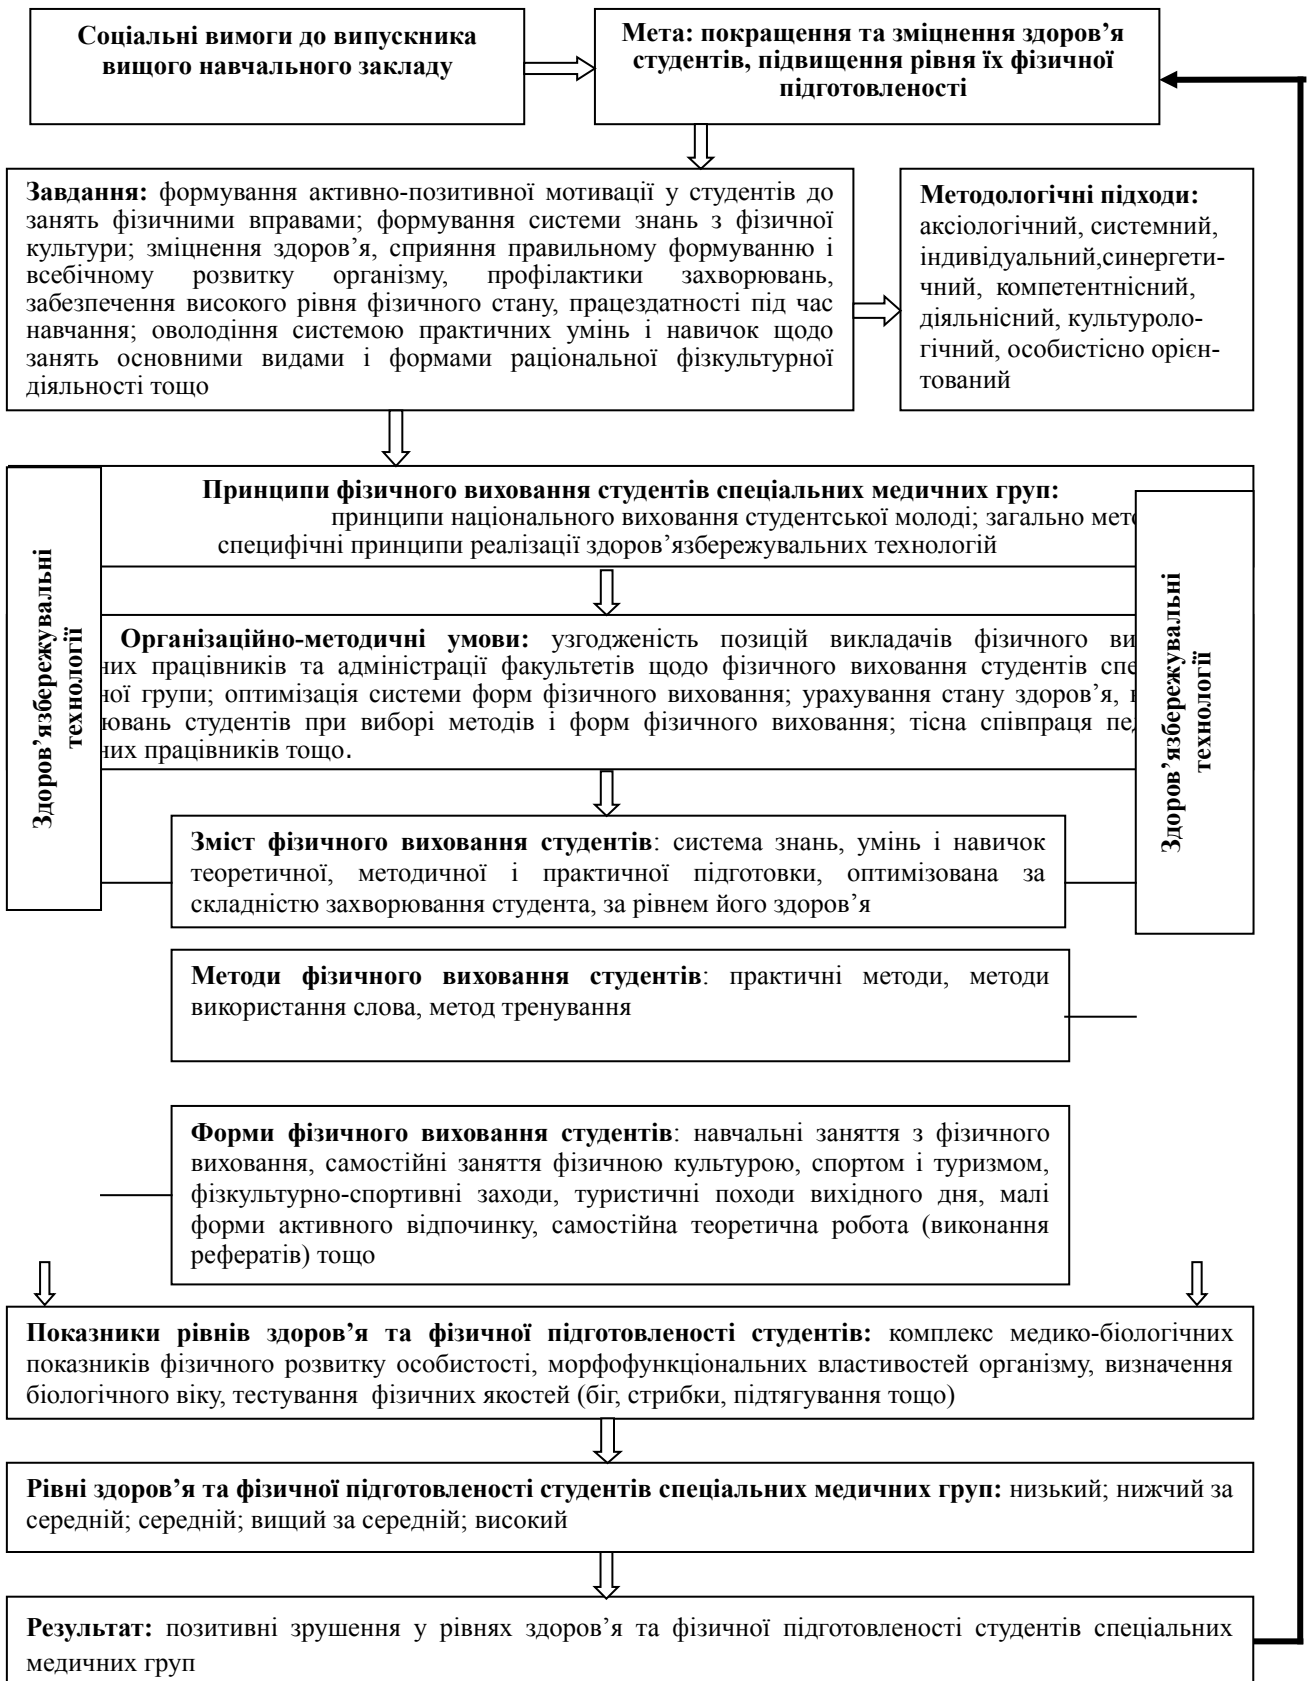 Соціальні вимоги до випускника
вищого навчального закладу
Мета: покращення та зміцнення здоров’я
студентів, підвищення рівня їх фізичної
підготовленості
Завдання: формування активно-позитивної мотивації у студентів до
занять фізичними вправами; формування системи знань з фізичної
культури; зміцнення здоров’я, сприяння правильному формуванню і
всебічному розвитку організму, профілактики захворювань,
забезпечення високого рівня фізичного стану, працездатності під час
навчання; оволодіння системою практичних умінь і навичок щодо
занять основними видами і формами раціональної фізкультурної
діяльності тощо
Методологічні підходи:
аксіологічний, системний,
індивідуальний,синергети-
чний, компетентнісний,
діяльнісний, культуроло-
гічний, особистісно орієн-
тований
Здоров’язбережувальні
технології
Принципи фізичного виховання студентів спеціальних медичних груп:
принципи національного виховання студентської молоді; загально
специфічні принципи реалізації здоров’язбережувальних технологій
Організаційно-методичні умови: узгодженість позицій викладачів фізичного
працівників та адміністрації факультетів щодо фізичного виховання студентів
групи; оптимізація системи форм фізичного виховання; урахування стану здоров’я,
студентів при виборі методів і форм фізичного виховання; тісна співпраця
працівників тощо.
Здоров’язбережувальні
технології
Зміст фізичного виховання студентів: система знань, умінь і навичок
теоретичної, методичної і практичної підготовки, оптимізована за
складністю захворювання студента, за рівнем його здоров’я
Методи фізичного виховання студентів: практичні методи, методи
використання слова, метод тренування
Форми фізичного виховання студентів: навчальні заняття з фізичного
виховання, самостійні заняття фізичною культурою, спортом і туризмом,
фізкультурно-спортивні заходи, туристичні походи вихідного дня, малі
форми активного відпочинку, самостійна теоретична робота (виконання
рефератів) тощо
Показники рівнів здоров’я та фізичної підготовленості студентів: комплекс медико-біологічних
показників фізичного розвитку особистості, морфофункціональних властивостей організму, визначення
біологічного віку, тестування фізичних якостей (біг, стрибки, підтягування тощо)
Рівні здоров’я та фізичної підготовленості студентів спеціальних медичних груп: низький; нижчий за
середній; середній; вищий за середній; високий
Результат: позитивні зрушення у рівнях здоров’я та фізичної підготовленості студентів спеціальних
медичних груп